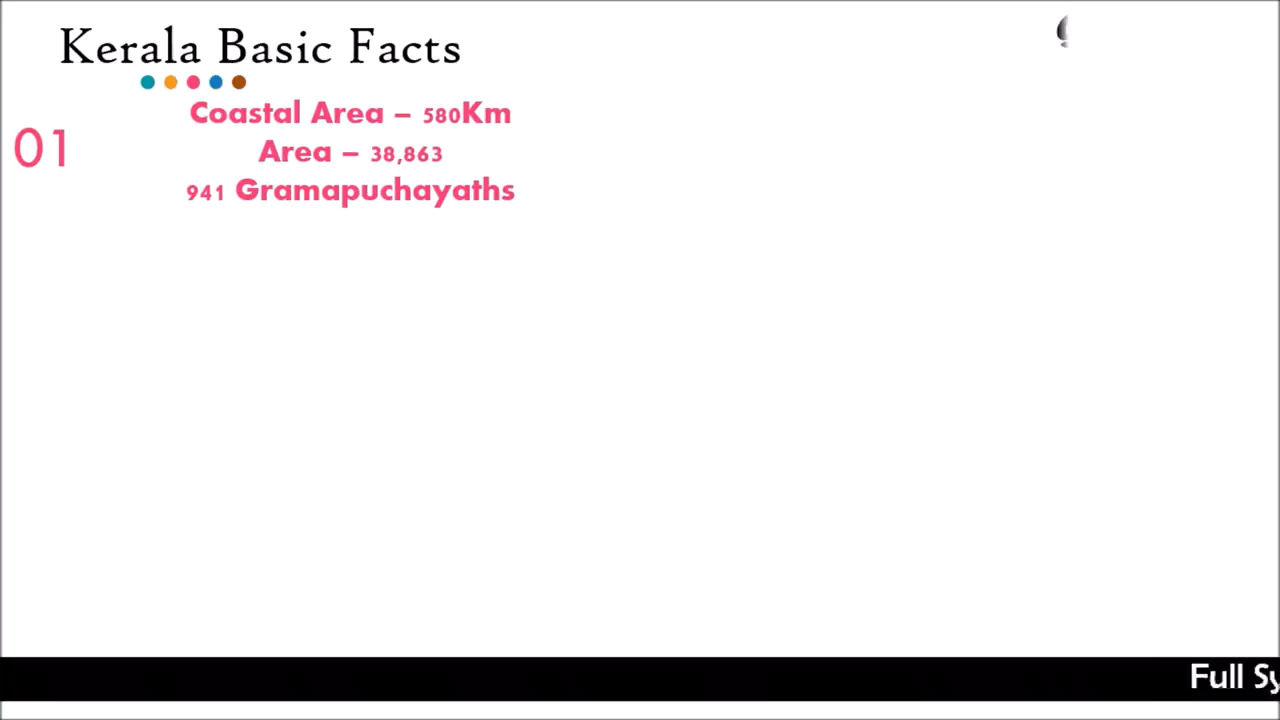 Kerala Basic Facts
01
Coastal Area – 580Km
Area – 38,863
941 Gramapuchayaths
Full Sy